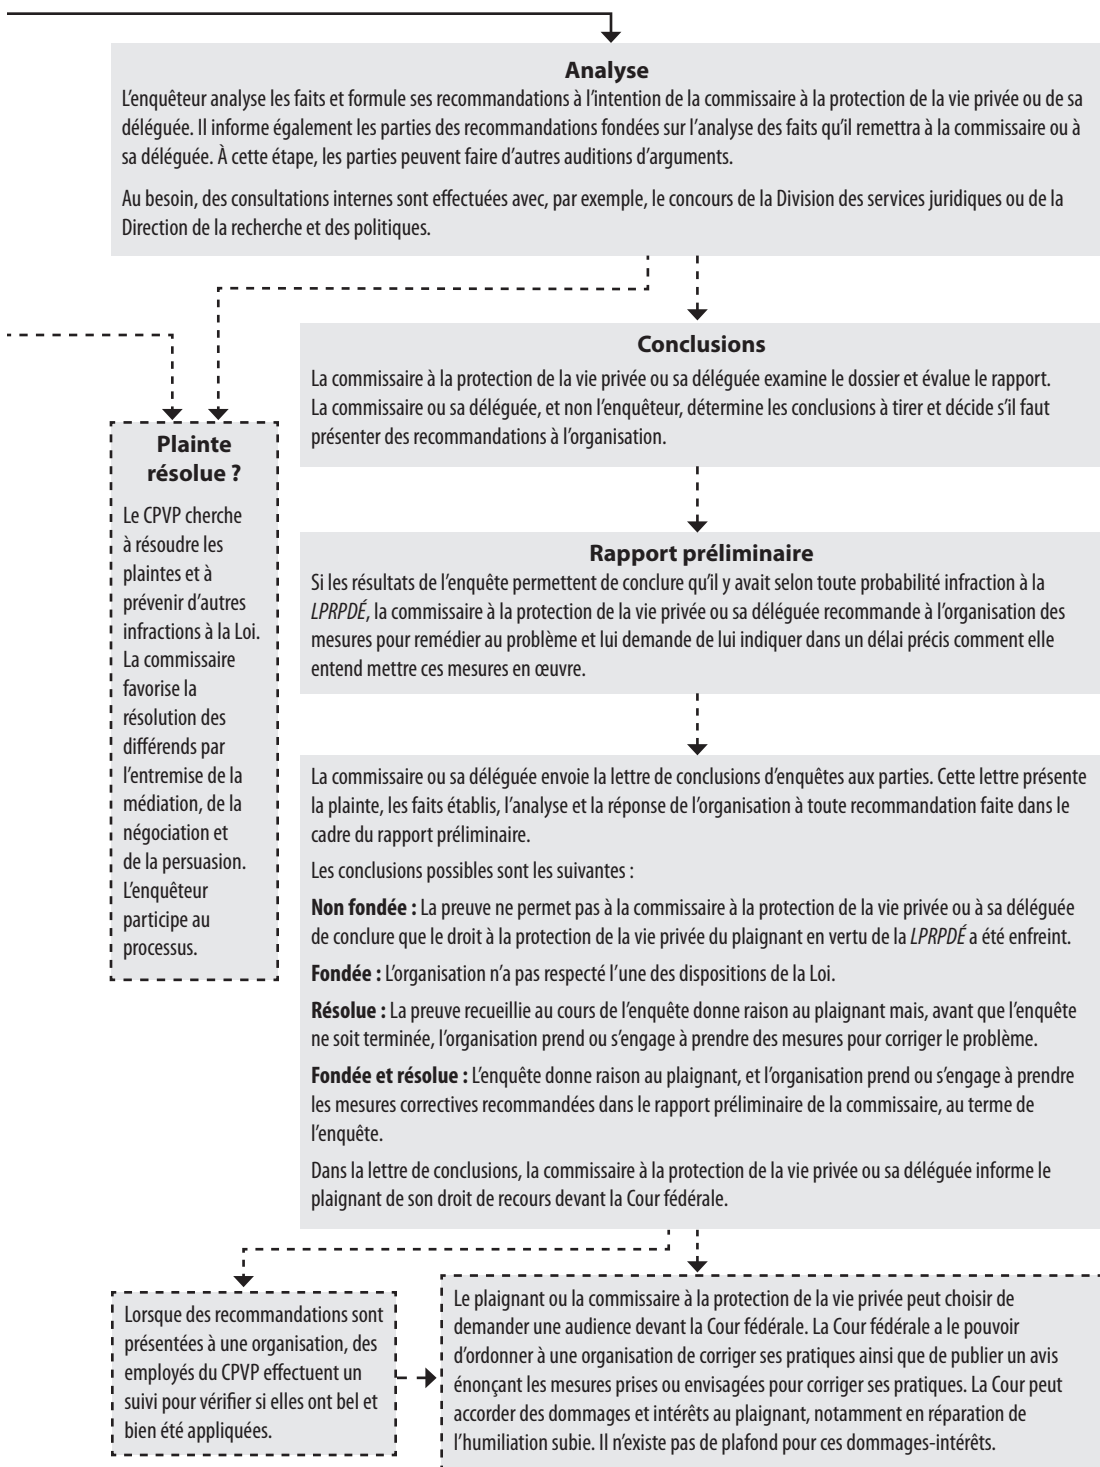 Analyse
L'enquêteur analyse les faits et formule ses recommandations à l'intention de la commissaire à la protection de la vie privée ou de sa
déléguée. Il informe également les parties des recommandations fondées sur l'analyse des faits qu'il remettra à la commissaire ou à
sa déléguée. À cette étape, les parties peuvent faire d'autres auditions d'arguments.
Au besoin, des consultations internes sont effectuées avec, par exemple, le concours de la Division des services juridiques ou de la
Direction de la recherche et des politiques.
Conclusions
La commissaire à la protection de la vie privée ou sa déléguée examine le dossier et évalue le rapport.
La commissaire ou sa déléguée, et non l'enquêteur, détermine les conclusions à tirer et décide s'il faut
présenter des recommandations à l'organisation.
Plainte
résolue ?
Le CPVP cherche
à résoudre les
plaintes et à
prévenir d'autres
infractions à la Loi.
La commissaire
favorise la
résolution des
différends par
l'entremise de la
médiation, de la
négociation et
de la persuasion.
L'enquêteur
participe au
processus.
Rapport préliminaire
Si les résultats de l'enquête permettent de conclure qu'il y avait selon toute probabilité infraction à la
LPRPDÉ, la commissaire à la protection de la vie privée ou sa déléguée recommande à l'organisation des
mesures pour remédier au problème et lui demande de lui indiquer dans un délai précis comment elle
entend mettre ces mesures en œuvre.
La commissaire ou sa déléguée envoie la lettre de conclusions d'enquêtes aux parties. Cette lettre présente
la plainte, les faits établis, l'analyse et la réponse de l'organisation à toute recommandation faite dans le
cadre du rapport préliminaire.
Les conclusions possibles sont les suivantes :
Non fondée : La preuve ne permet pas à la commissaire à la protection de la vie privée ou à sa déléguée
de conclure que le droit à la protection de la vie privée du plaignant en vertu de la LPRPDÉ a été enfreint.
Fondée : L'organisation n'a pas respecté l'une des dispositions de la Loi.
Résolue : La preuve recueillie au cours de l'enquête donne raison au plaignant mais, avant que l'enquête
ne soit terminée, l'organisation prend ou s'engage à prendre des mesures pour corriger le problème.
Fondée et résolue : L'enquête donne raison au plaignant, et l'organisation prend ou s'engage à prendre
les mesures correctives recommandées dans le rapport préliminaire de la commissaire, au terme de
l'enquête.
Dans la lettre de conclusions, la commissaire à la protection de la vie privée ou sa déléguée informe le
plaignant de son droit de recours devant la Cour fédérale.
Lorsque des recommandations sont
présentées à une organisation, des
employés du CPVP effectuent un
suivi pour vérifier si elles ont bel et
bien été appliquées.
Le plaignant ou la commissaire à la protection de la vie privée peut choisir de
demander une audience devant la Cour fédérale. La Cour fédérale a le pouvoir
d'ordonner à une organisation de corriger ses pratiques ainsi que de publier un avis
énonçant les mesures prises ou envisagées pour corriger ses pratiques. La Cour peut
accorder des dommages et intérêts au plaignant, notamment en réparation de
l'humiliation subie. Il n'existe pas de plafond pour ces dommages-intérêts.